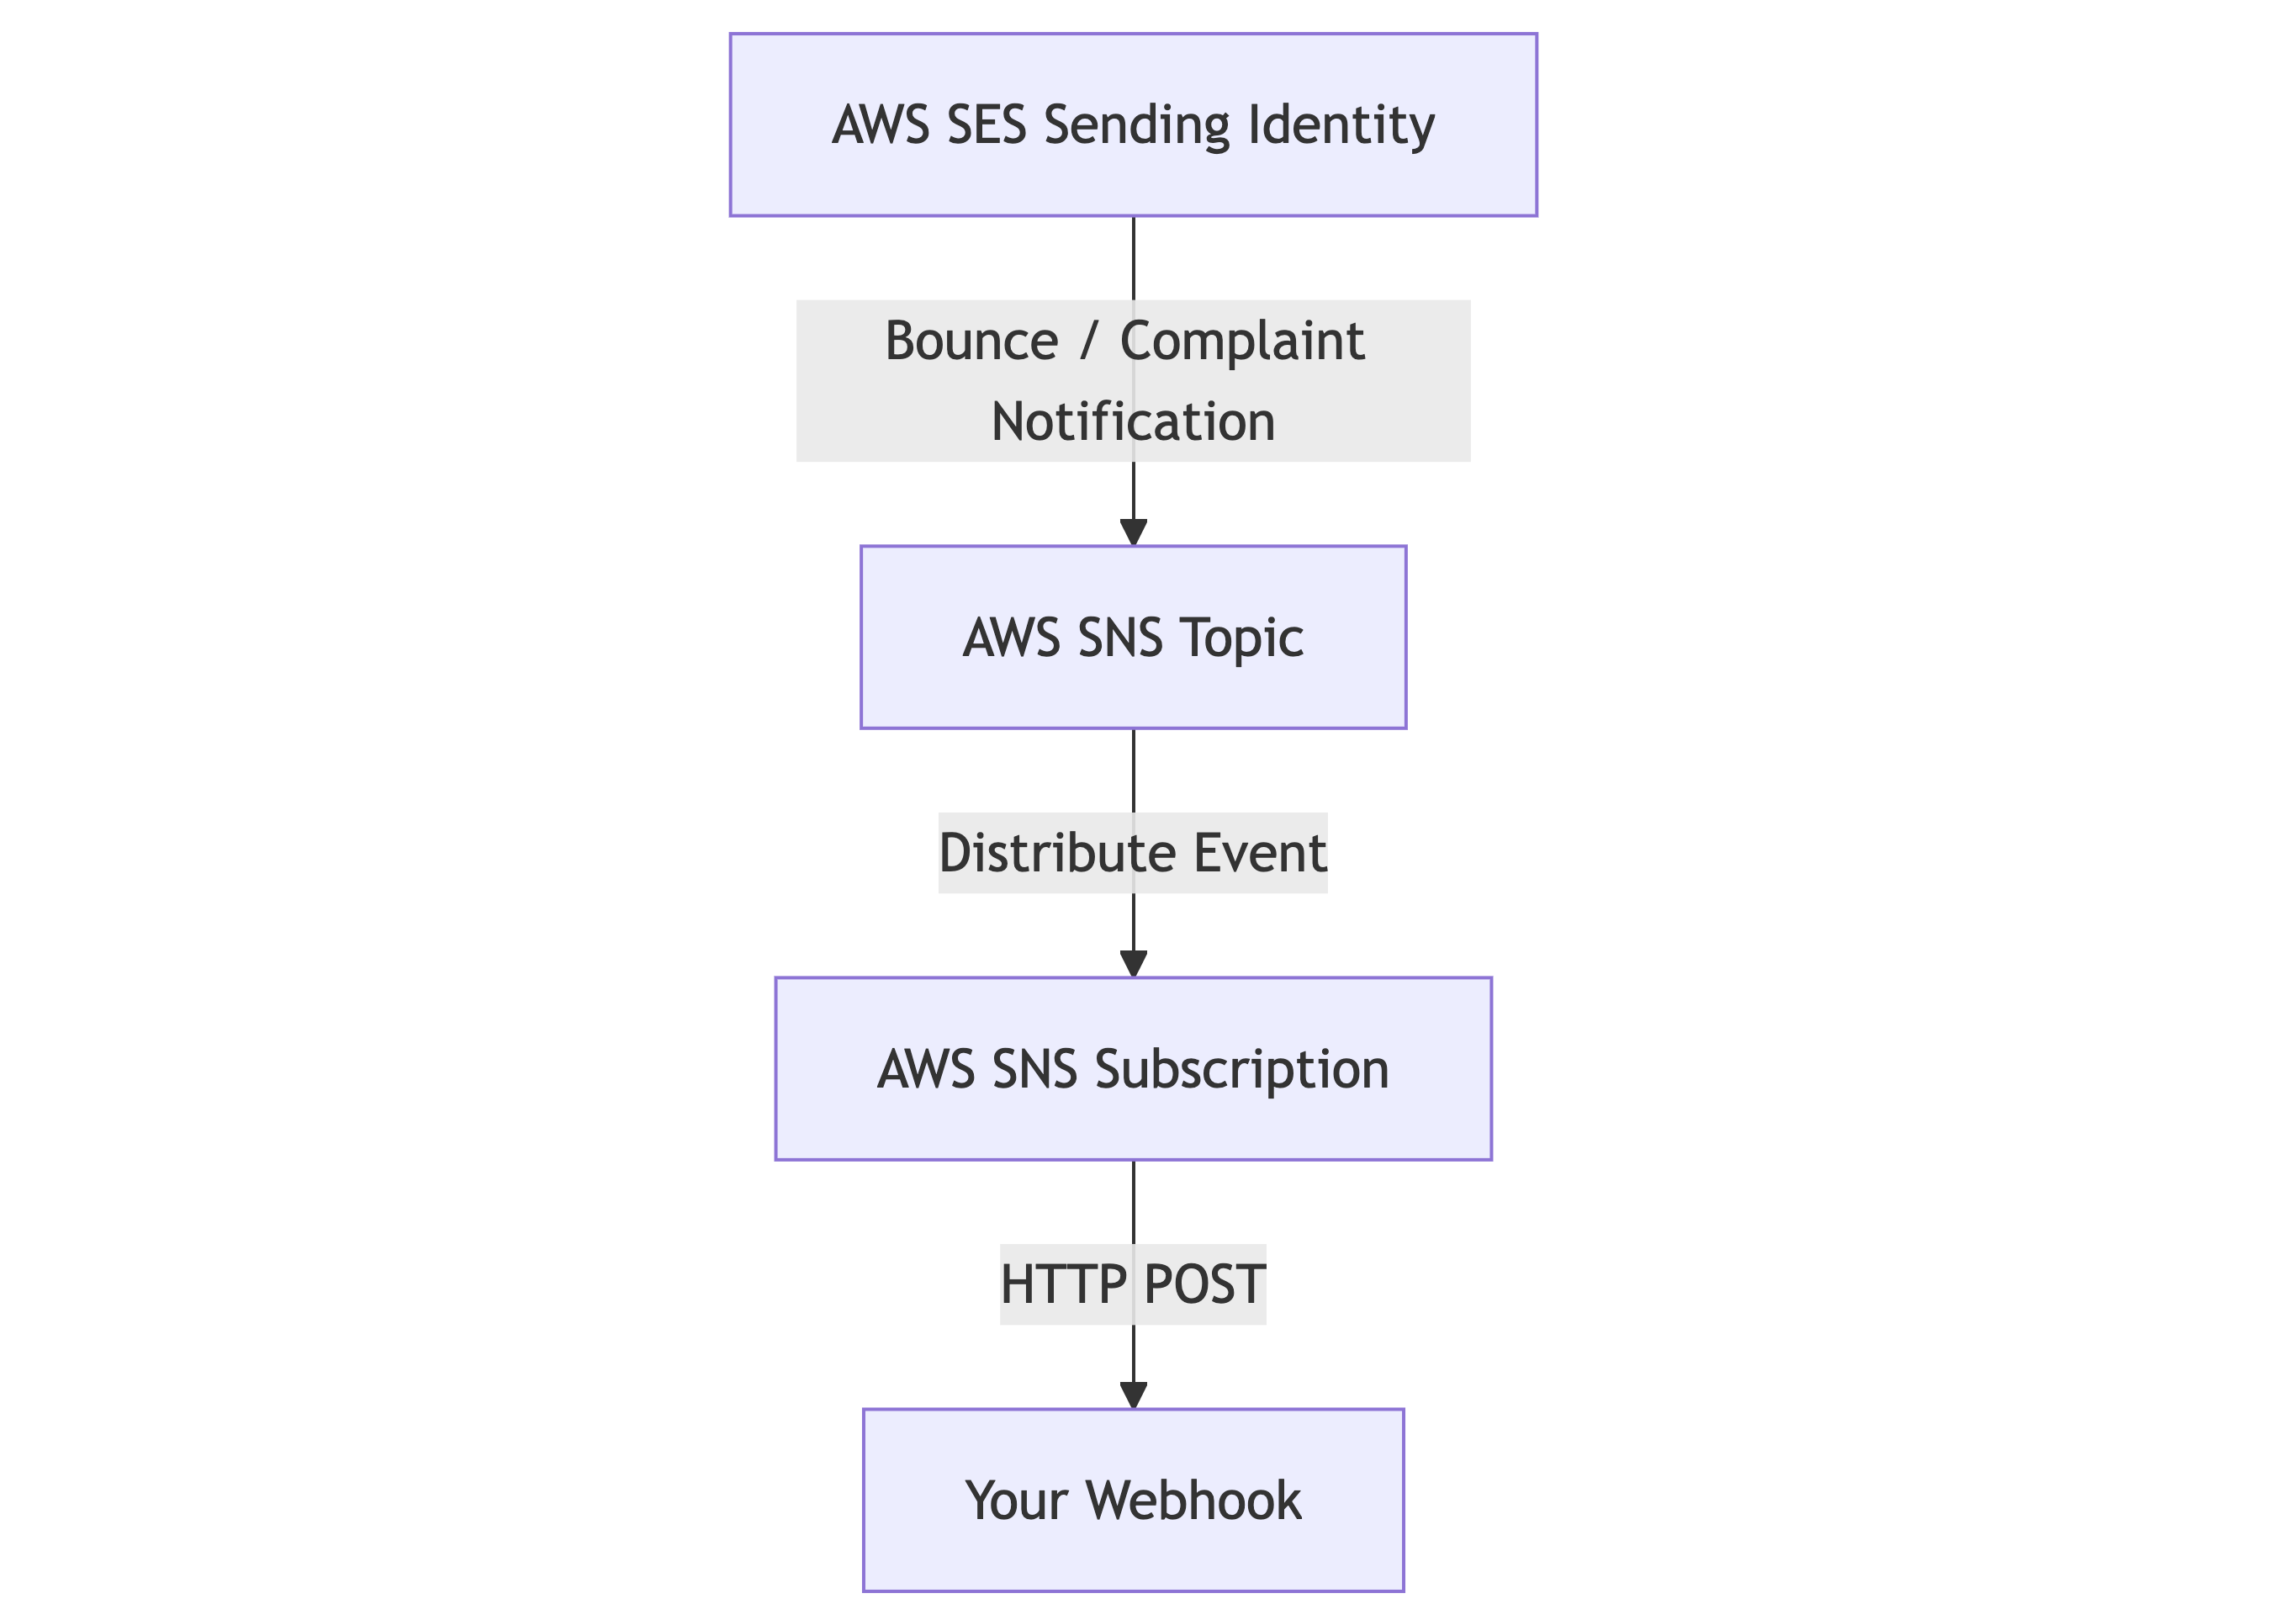 AWS SES Sending Identity
Bounce / Complaint
Notification
AWS SNS Topic
Distribute Event
AWS SNS Subscription
HTTP POST
Your Webhook